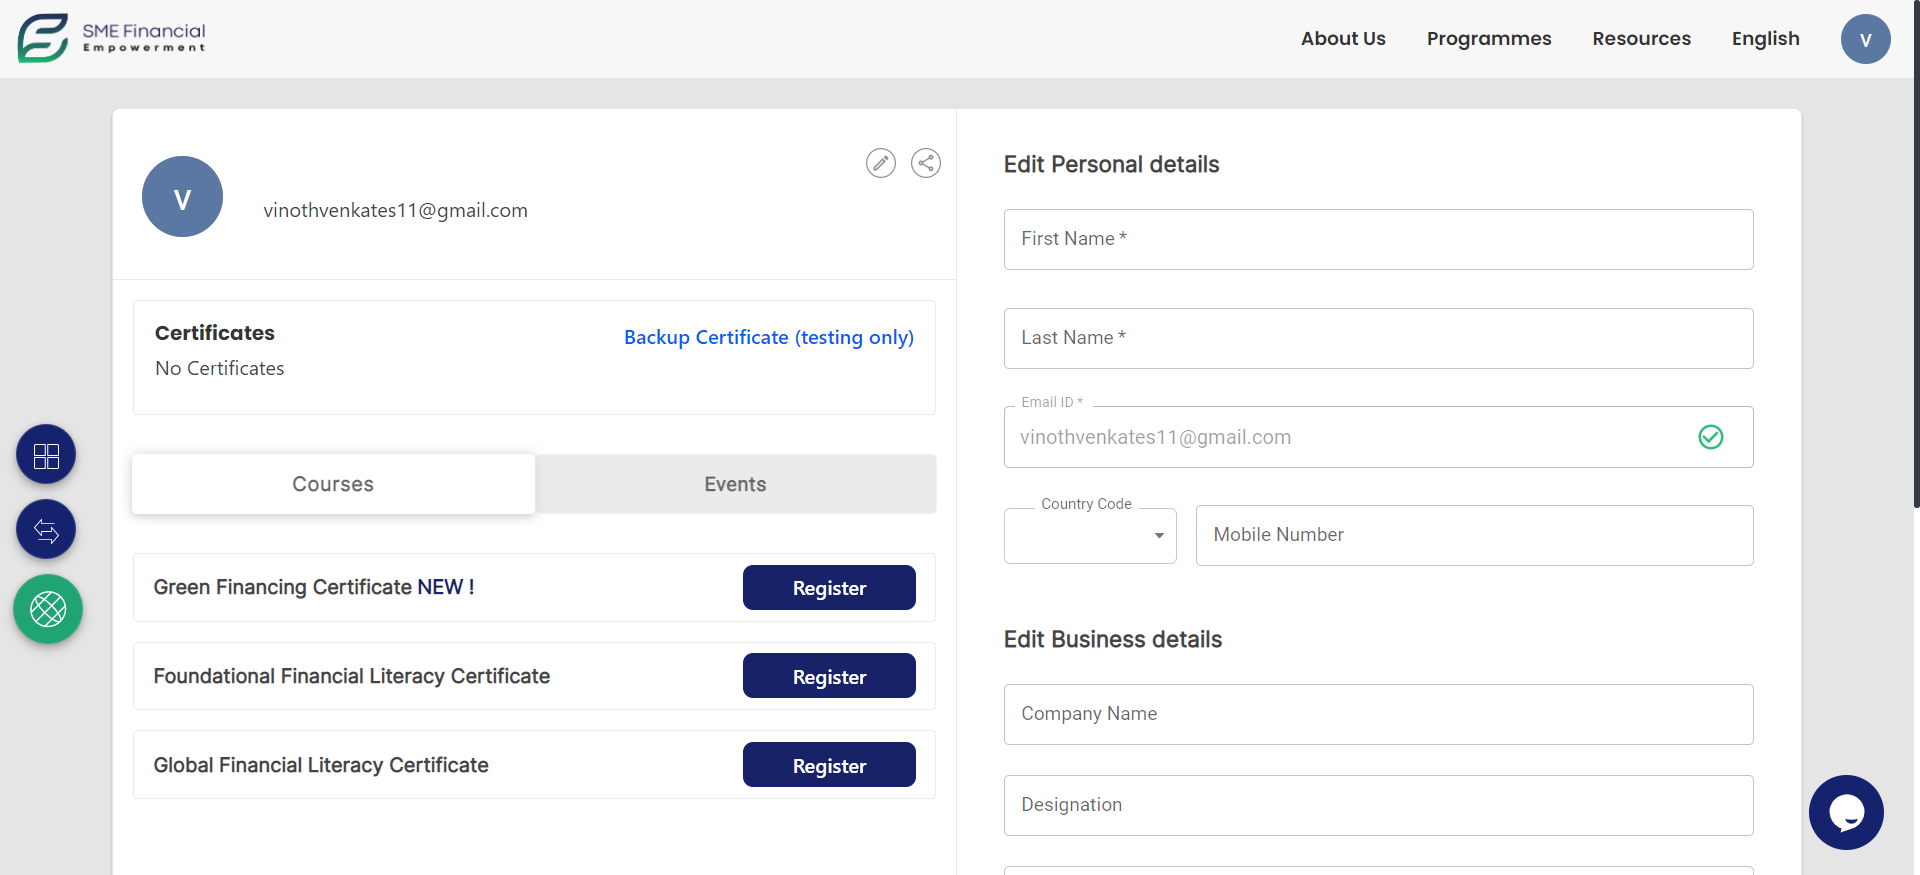 SME Financial
Empowerment
About Us
Programmes
Resources
English
V
V
vinothvenkates11@gmail.com
Certificates
Backup Certificate (testing only)
No Certificates
Courses
Events
Green Financing Certificate NEW !
Register
Foundational Financial Literacy Certificate
Register
Global Financial Literacy Certificate
Register
Edit Personal details
First Name *
Last Name *
Email ID *
vinothvenkates11@gmail.com
Country Code
Mobile Number
Edit Business details
Company Name
Designation